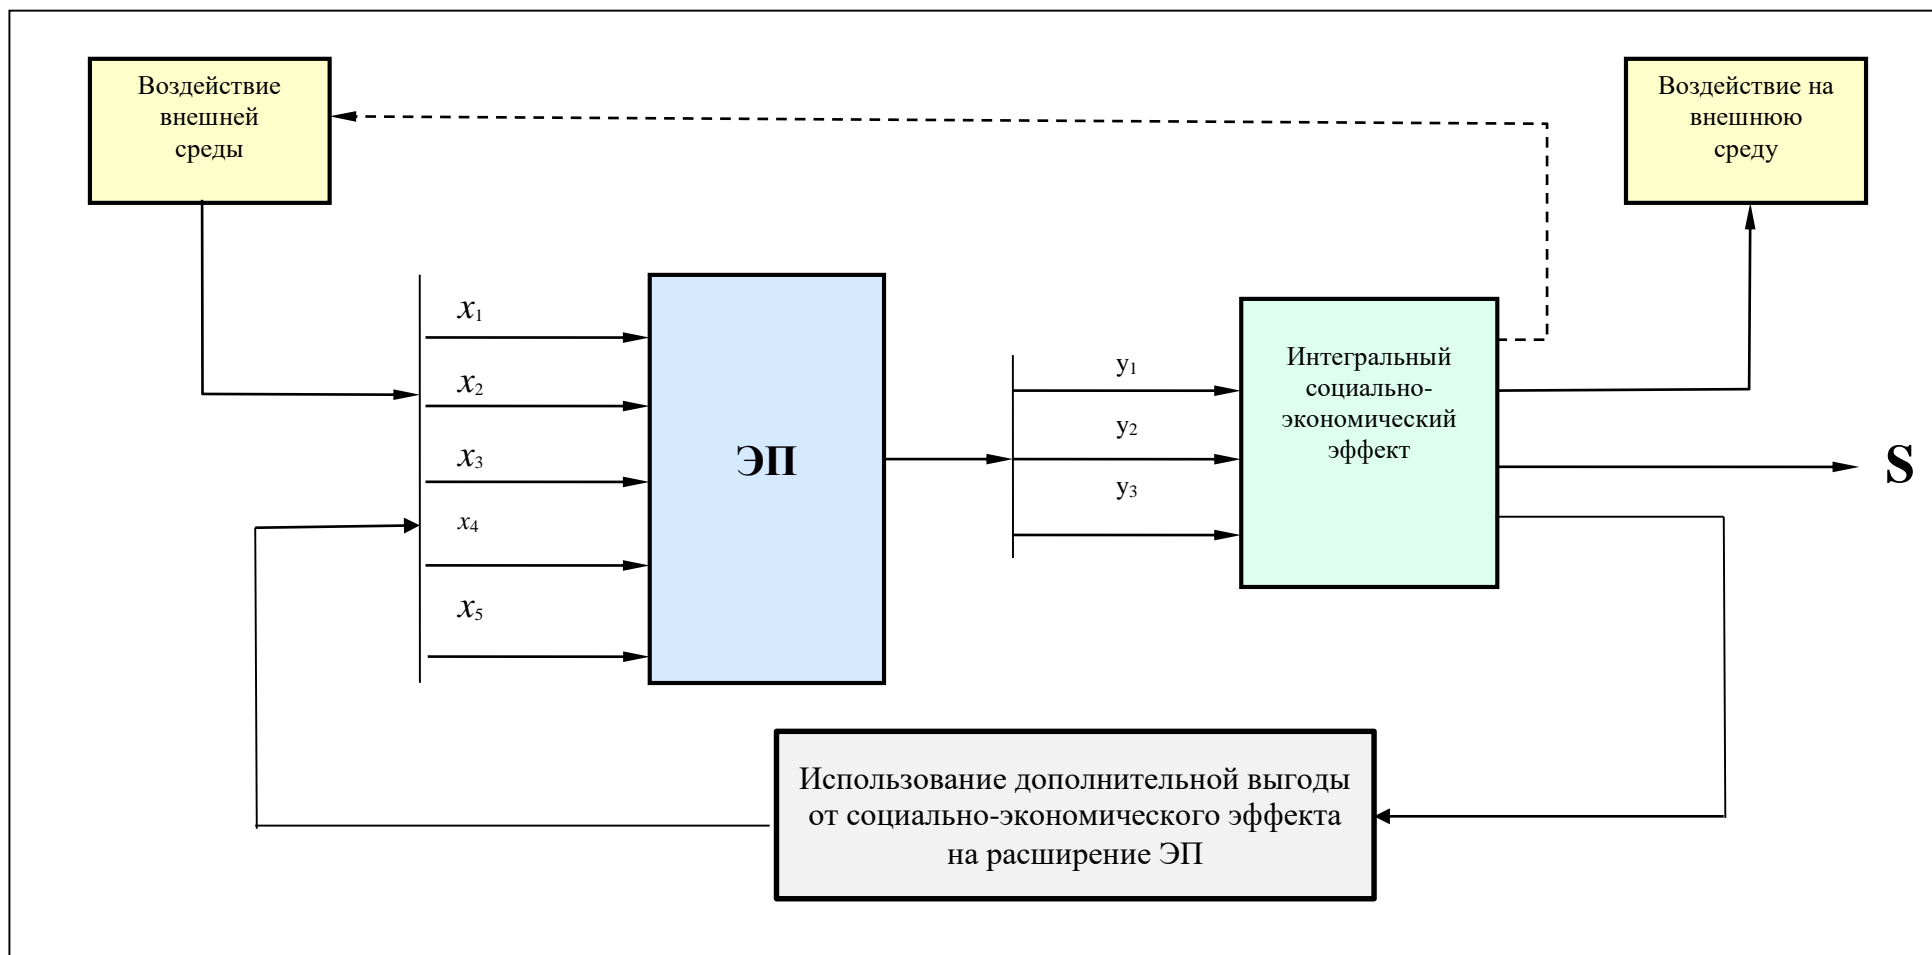 Воздействие
внешней
среды
Воздействие на
внешнюю
среду
x1
x2
x3
x4
x5
ЭП
y1
y2
y3
Интегральный
социально-
экономический
эффект
S
Использование дополнительной выгоды
от социально-экономического эффекта
на расширение ЭП